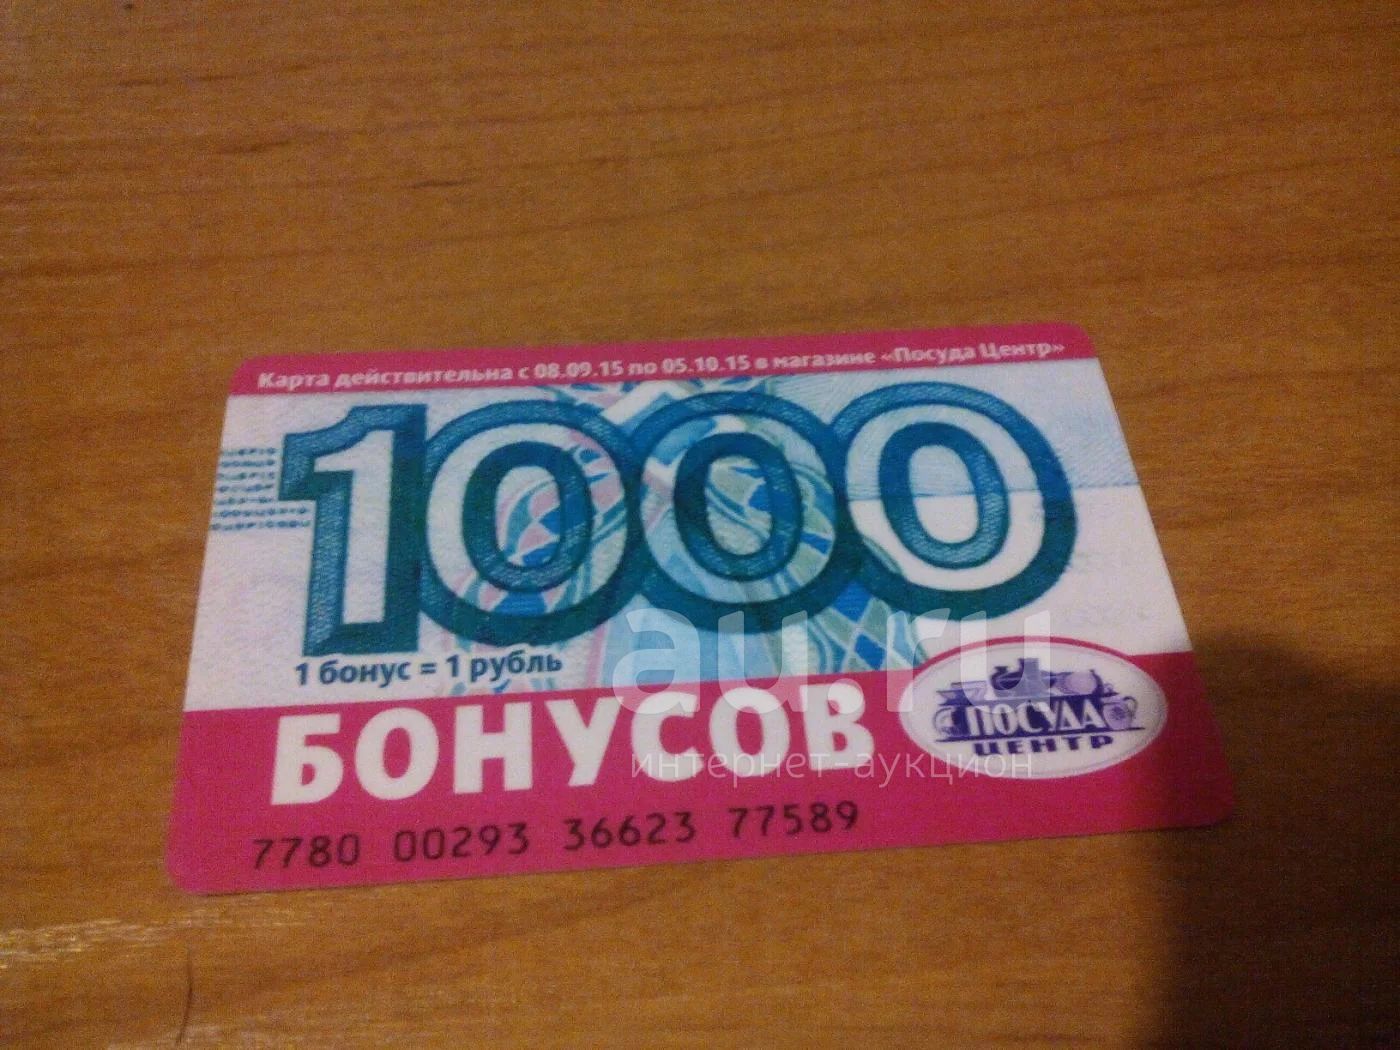 Карта действительна с 08.09.15 по 05.10.15 в магазине «Посуда Центр»
1000
1 бонус = 1 рубль
БОНУСОВ
ПОСУДА
ЦЕНТР
7780 00293 36623 77589
au.ru
интернет-аукцион